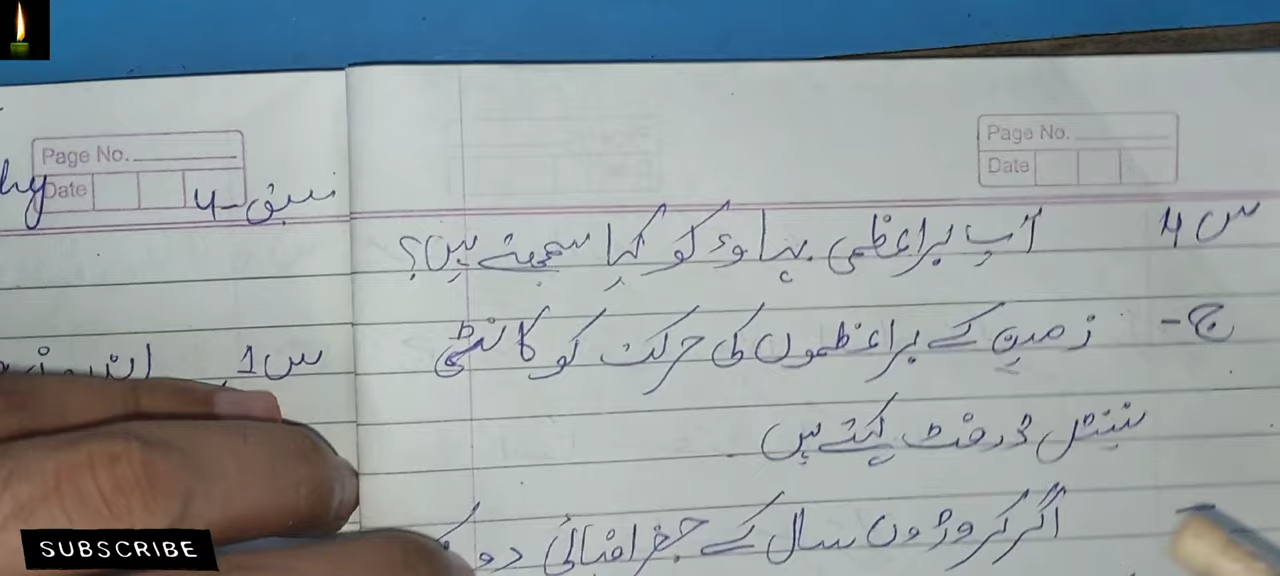 Page No.
Date
سبق-4
س1
Page No.
Date
س4 آپ براعظمی بہاوء کو کیا سمجھتے ہیں؟
ج- زمین کے براعظموں کی حرکت کو کانٹی
نینٹل ڈرفٹ کہتے ہیں
- اگر کروڑوں سال کے جغرافیائی دو
SUBSCRIBE